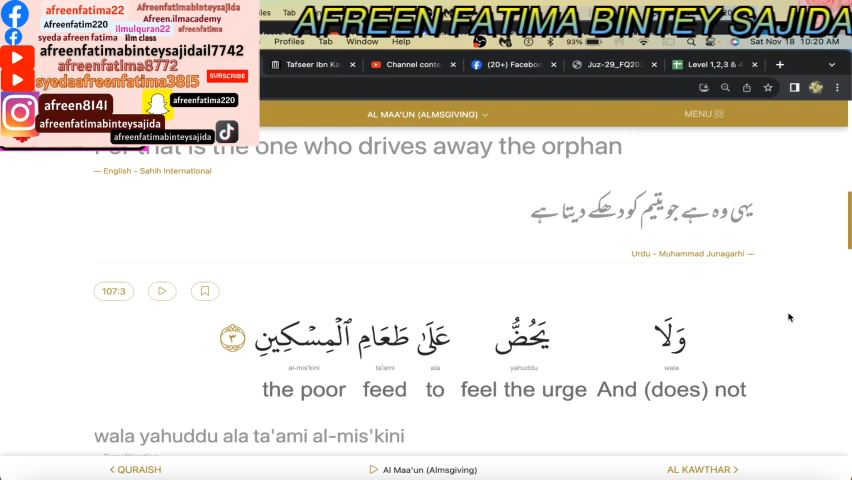 afreenfatima22
Afreenfatimabinteysajida
Afreen.ilmacademy
afreenfatim220
ilmulquran22
afreenfatimabinteysajida
syeda afreen fatima
ilm class
afreenfatimabinteysajidail7742
afreenfatima8772
syedaafreenfatima3815
SUBSCRIBE
afreen8141
afreenfatima220
afreenfatimabinteysajida
afreenfatimabinteysajida
AFREEN FATIMA BINTEY SAJIDA
Profiles Tab Window Help 93% Sat Nov 18 10:20 AM
Tafseer Ibn Ka
Channel conte
(20+) Faceboo
Juz-29_FQ202
Level 1,2,3 &
AL MAA'UN (ALMSGIVING)
MENU
For that is the one who drives away the orphan
— English - Sahih International
یہی وہ ہے جو یتیم کو دھکے دیتا ہے
Urdu - Muhammad Junagarhi —
107:3
وَلَا يَحُضُّ عَلَىٰ طَعَامِ ٱلْمِسْكِينِ ٣
al-mis'kini ta'ami ala yahuddu wala
the poor feed to feel the urge And (does) not
wala yahuddu ala ta'ami al-mis'kini
QURAISH
Al Maa'un (Almsgiving)
AL KAWTHAR